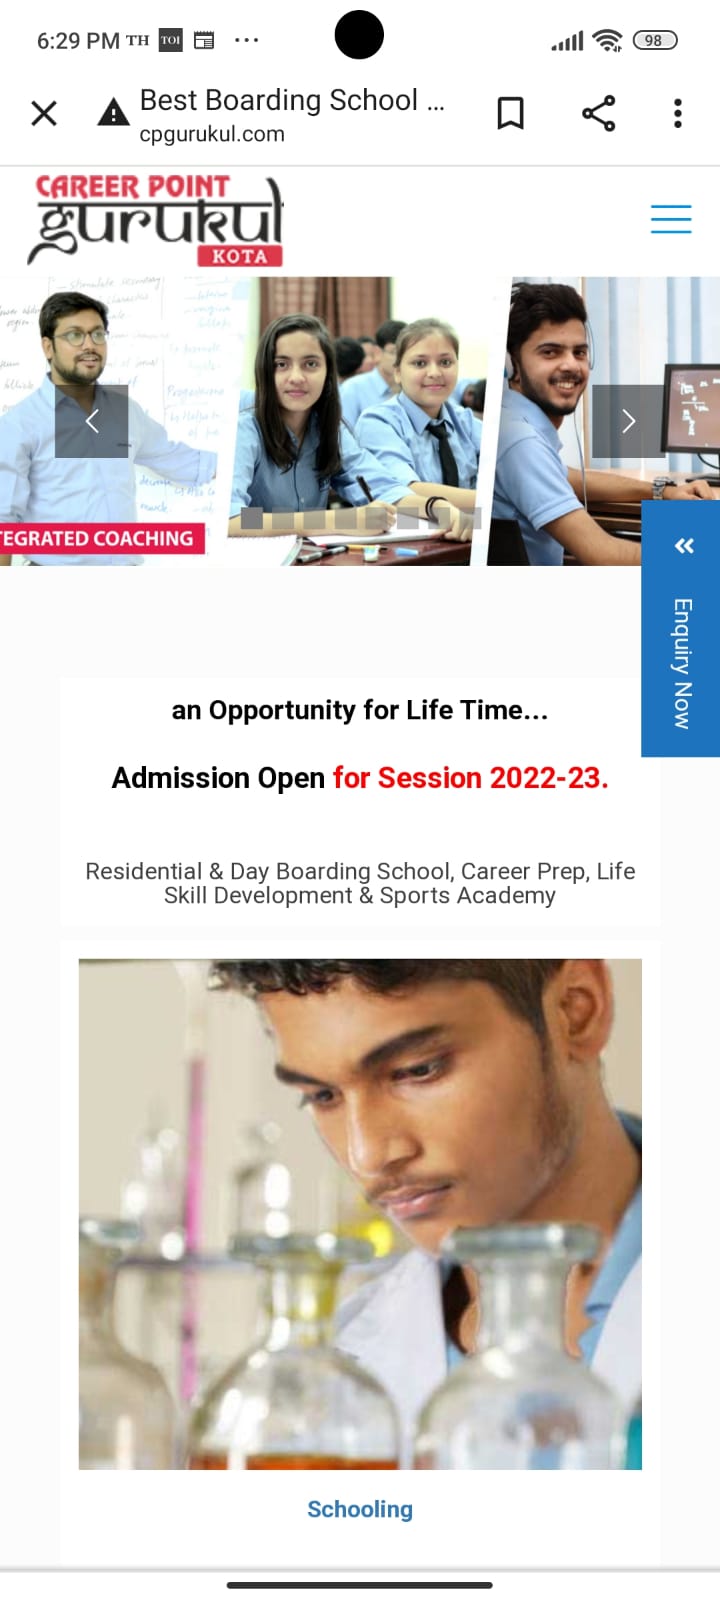 6:29 PM TH TOI ... 98
Best Boarding School ...
cpgurukul.com
CAREER POINT
gurukul
KOTA
TEGRATED COACHING
Enquiry Now
an Opportunity for Life Time...
Admission Open for Session 2022-23.
Residential & Day Boarding School, Career Prep, Life
Skill Development & Sports Academy
Schooling